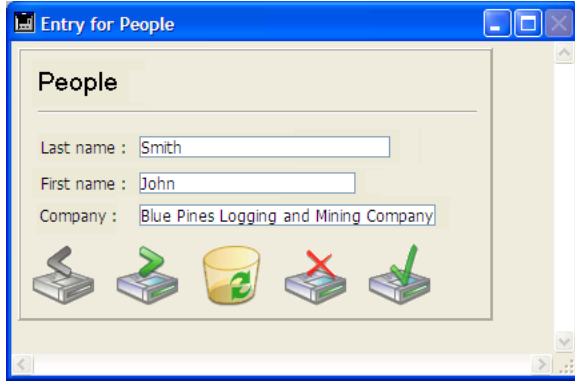 Entry for People
People
Last name : Smith
First name : John
Company : Blue Pines Logging and Mining Company